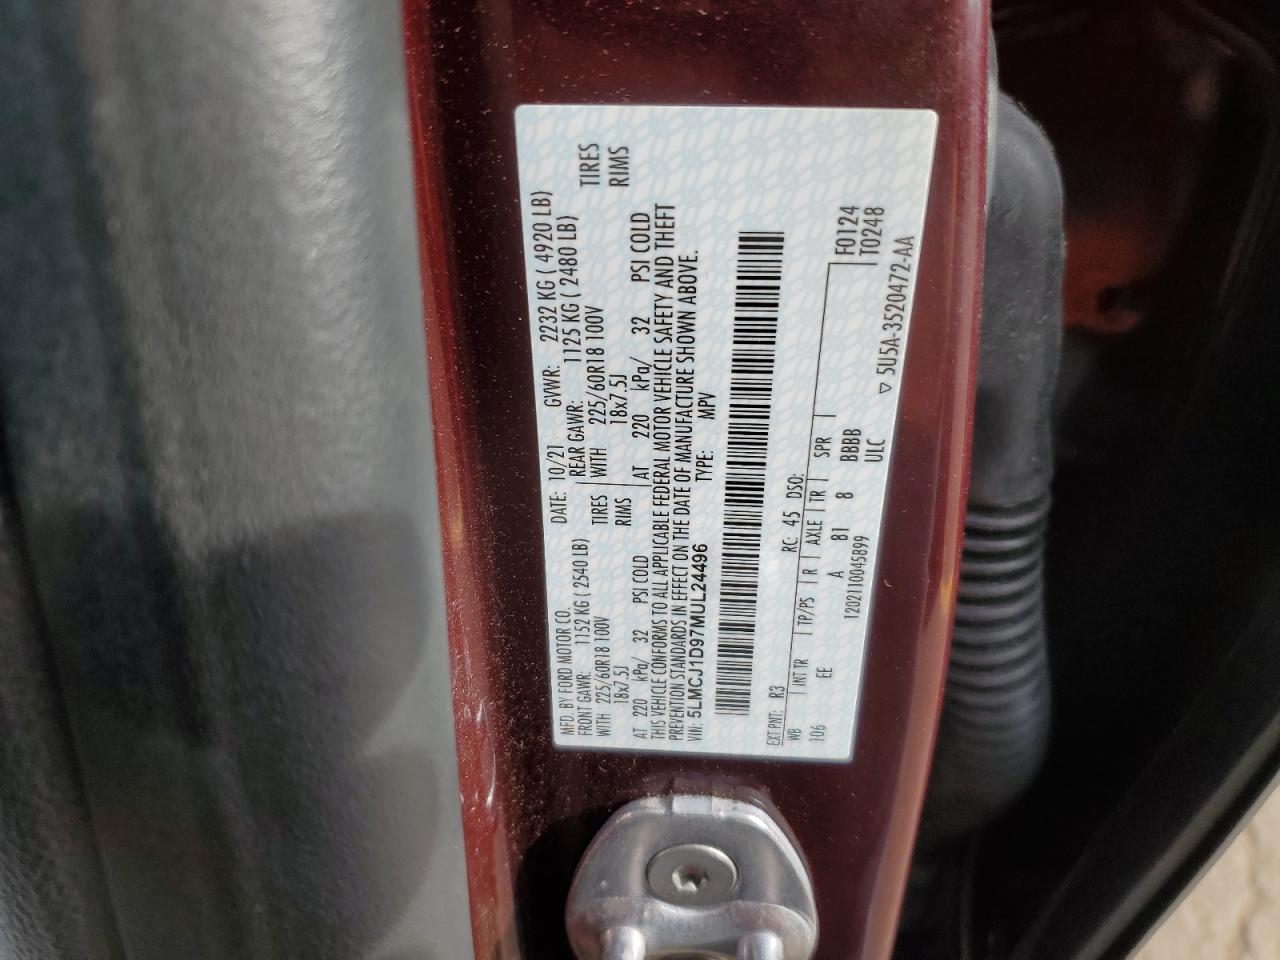 MFD. BY FORD MOTOR CO. DATE: 10/21 GVWR: 2232 KG ( 4920 LB)
FRONT GAWR: 1152 KG ( 2540 LB) REAR GAWR: 1125 KG ( 2480 LB)
WITH 225/60R18 100V TIRES WITH 225/60R18 100V TIRES
18x7.5J RIMS 18x7.5J RIMS
AT 220 kPa/ 32 PSI COLD AT 220 kPa/ 32 PSI COLD
THIS VEHICLE CONFORMS TO ALL APPLICABLE FEDERAL MOTOR VEHICLE SAFETY AND THEFT
PREVENTION STANDARDS IN EFFECT ON THE DATE OF MANUFACTURE SHOWN ABOVE.
VIN: 5LMCJ1D97MUL24496 TYPE: MPV
EXT PNT: R3 RC: 45 DSO:
WB INT TR TP/PS R AXLE TR SPR F0124
106 EE A 81 8 BBBB T0248
1202110045899 ULC ▽ 5U5A-3520472-AA